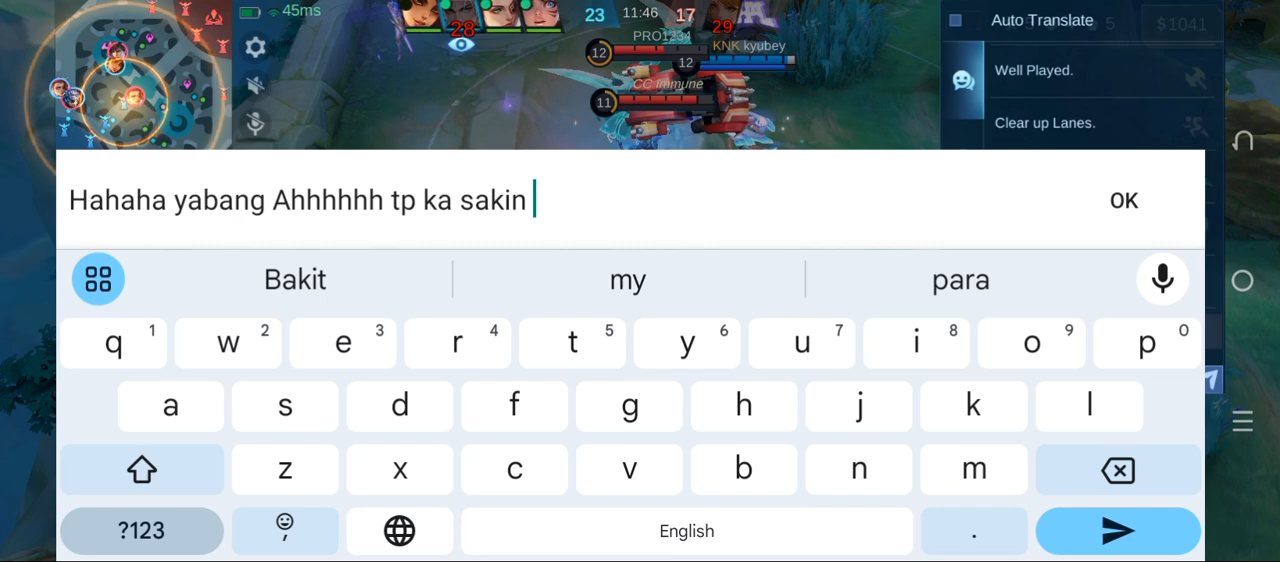 45ms
28
23 11:46 17
29
PRO1234
12
KNK kyubey
12
CC Immune
11
Auto Translate
5
$1041
Well Played.
Clear up Lanes.
Hahaha yabang Ahhhhhh tp ka sakin
OK
Bakit my para
q 1 w 2 e 3 r 4 t 5 y 6 u 7 i 8 o 9 p 0
a s d f g h j k l
z x c v b n m
?123 , English .